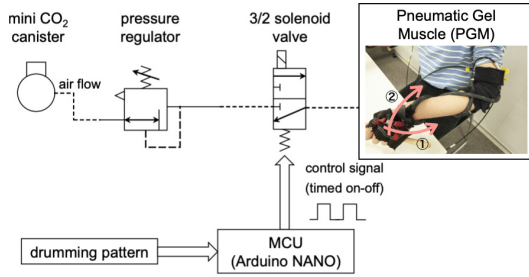 mini CO2
canister
pressure
regulator
3/2 solenoid
valve
Pneumatic Gel
Muscle (PGM)
air flow
②
①
control signal
(timed on-off)
drumming pattern
MCU
(Arduino NANO)